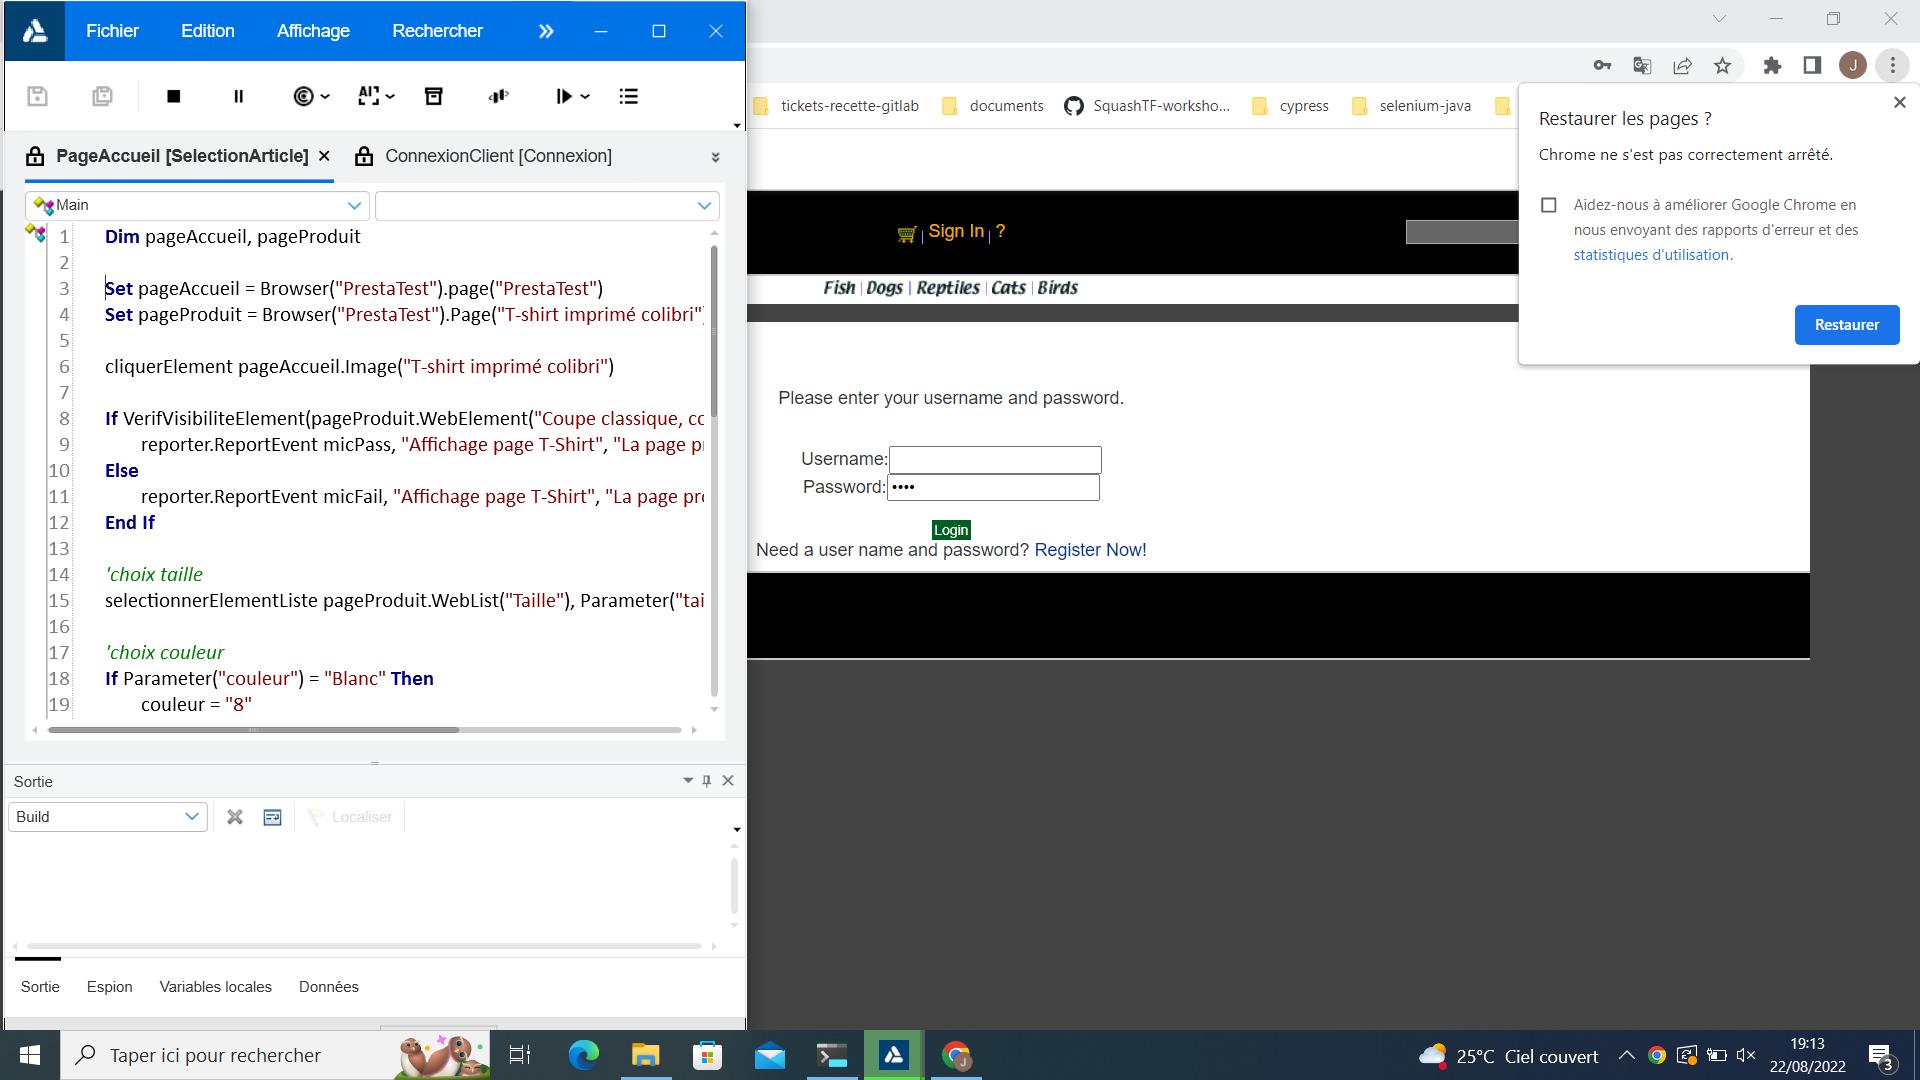 Fichier Edition Affichage Rechercher
PageAccueil [SelectionArticle] ConnexionClient [Connexion]
Main
1 Dim pageAccueil, pageProduit
2
3 Set pageAccueil = Browser("PrestaTest").page("PrestaTest")
4 Set pageProduit = Browser("PrestaTest").Page("T-shirt imprimé colibri")
5
6 cliquerElement pageAccueil.Image("T-shirt imprimé colibri")
7
8 If VerifVisibiliteElement(pageProduit.WebElement("Coupe classique, co
9 reporter.ReportEvent micPass, "Affichage page T-Shirt", "La page p
10 Else
11 reporter.ReportEvent micFail, "Affichage page T-Shirt", "La page pro
12 End If
13
14 'choix taille
15 selectionnerElementListe pageProduit.WebList("Taille"), Parameter("tai
16
17 'choix couleur
18 If Parameter("couleur") = "Blanc" Then
19 couleur = "8"
Sortie
Build Localiser
Sortie Espion Variables locales Données
J
tickets-recette-gitlab documents SquashTF-worksho... cypress selenium-java
Restaurer les pages ?
Chrome ne s'est pas correctement arrêté.
Aidez-nous à améliorer Google Chrome en
nous envoyant des rapports d'erreur et des
statistiques d'utilisation.
Restaurer
| Sign In | ?
Fish | Dogs | Reptiles | Cats | Birds
Please enter your username and password.
Username:
Password: ••••
Login
Need a user name and password? Register Now!
Taper ici pour rechercher
25°C Ciel couvert
19:13
22/08/2022
3